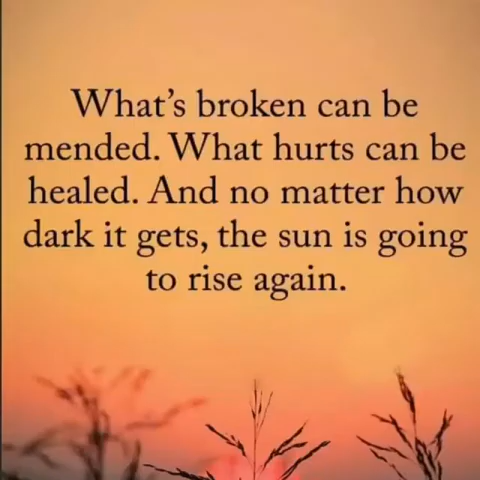 What’s broken can be
mended. What hurts can be
healed. And no matter how
dark it gets, the sun is going
to rise again.